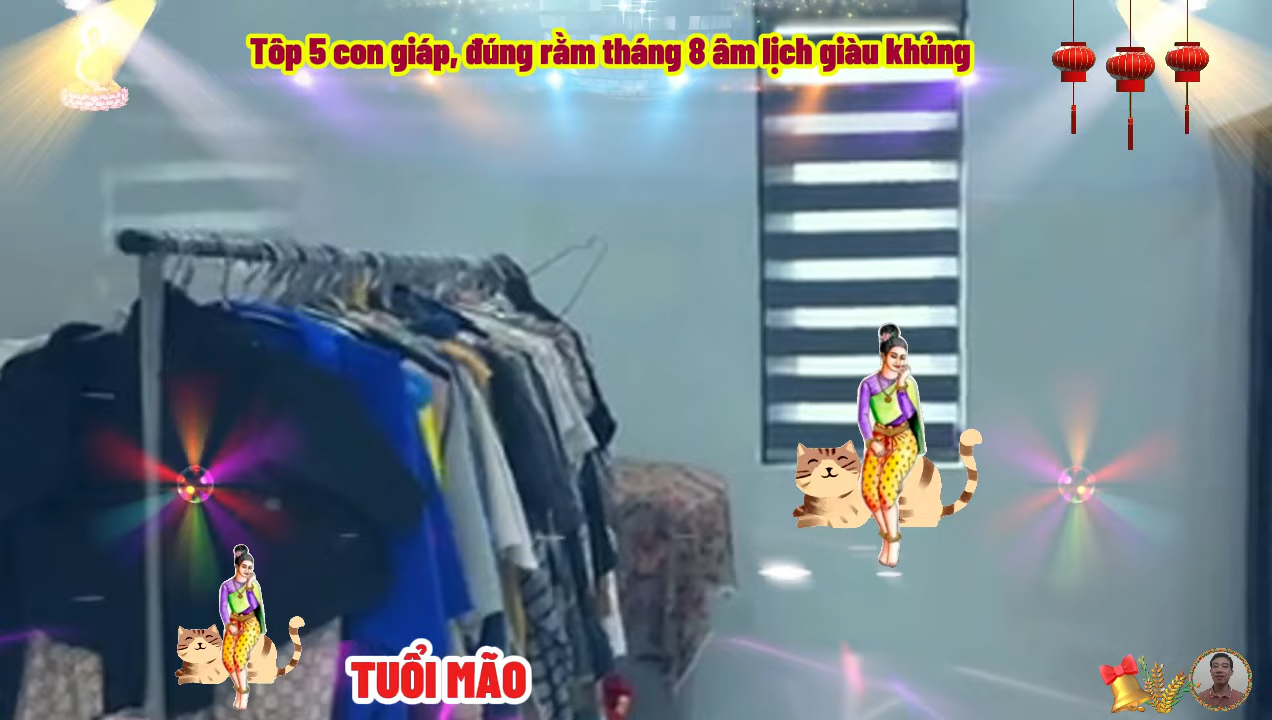 Tôp 5 con giáp, đúng rằm tháng 8 âm lịch giàu khủng
TUỔI MÃO